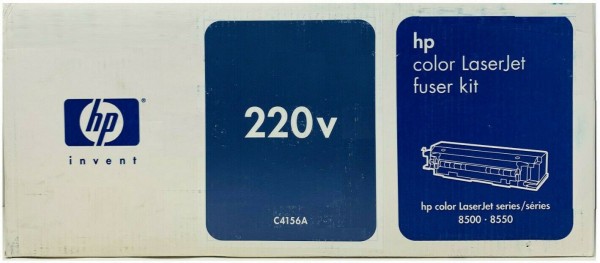 hp
invent
220v
C4156A
hp
color LaserJet
fuser kit
hp color LaserJet series/séries
8500 · 8550